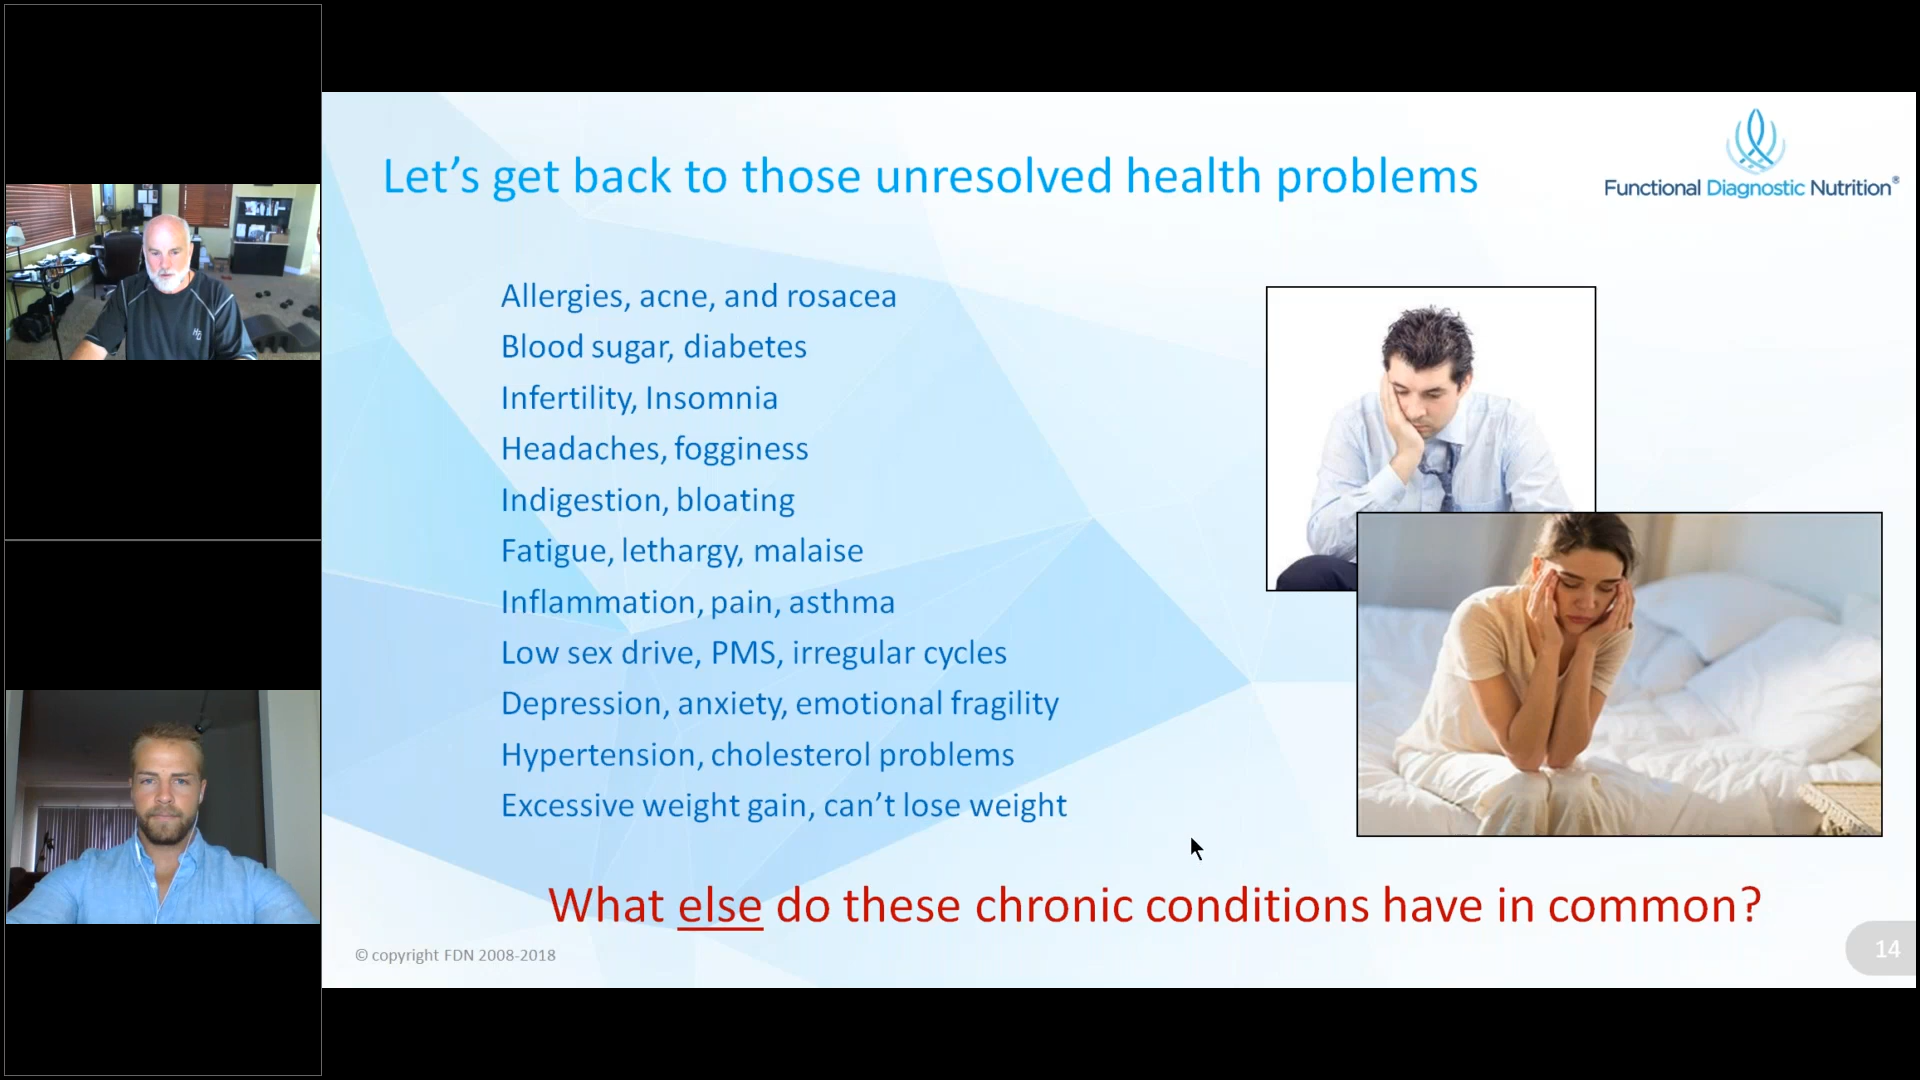 Let’s get back to those unresolved health problems
Functional Diagnostic Nutrition®
Allergies, acne, and rosacea
Blood sugar, diabetes
Infertility, Insomnia
Headaches, fogginess
Indigestion, bloating
Fatigue, lethargy, malaise
Inflammation, pain, asthma
Low sex drive, PMS, irregular cycles
Depression, anxiety, emotional fragility
Hypertension, cholesterol problems
Excessive weight gain, can’t lose weight
What else do these chronic conditions have in common?
© copyright FDN 2008-2018
14